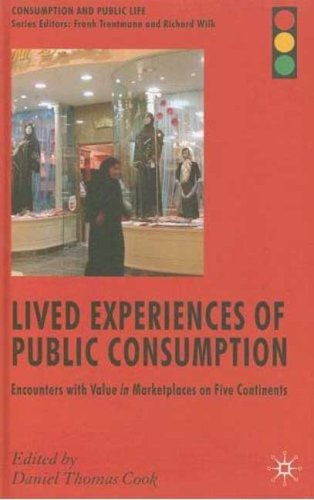 CONSUMPTION AND PUBLIC LIFE
Series Editors: Frank Trentmann and Richard Wilk
LIVED EXPERIENCES OF
PUBLIC CONSUMPTION
Encounters with Value in Marketplaces on Five Continents
Edited by
Daniel Thomas Cook